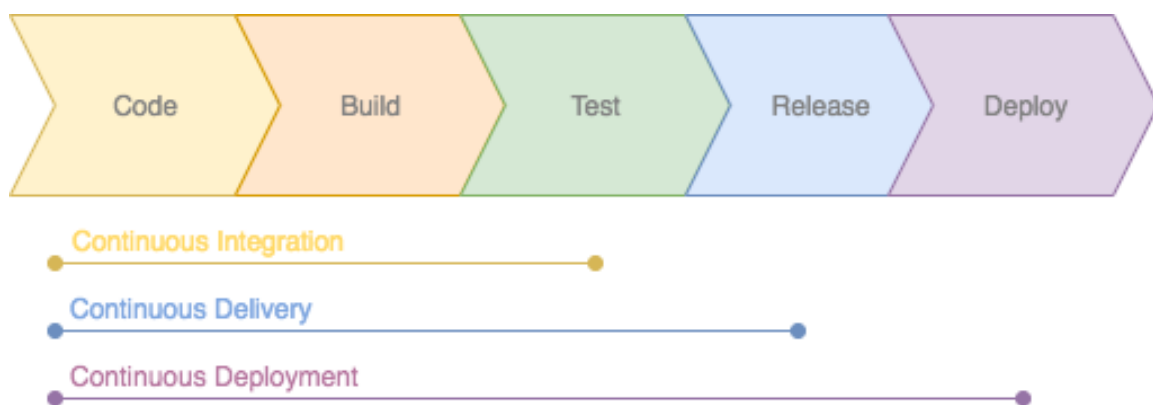 Code Build Test Release Deploy
Continuous Integration
Continuous Delivery
Continuous Deployment